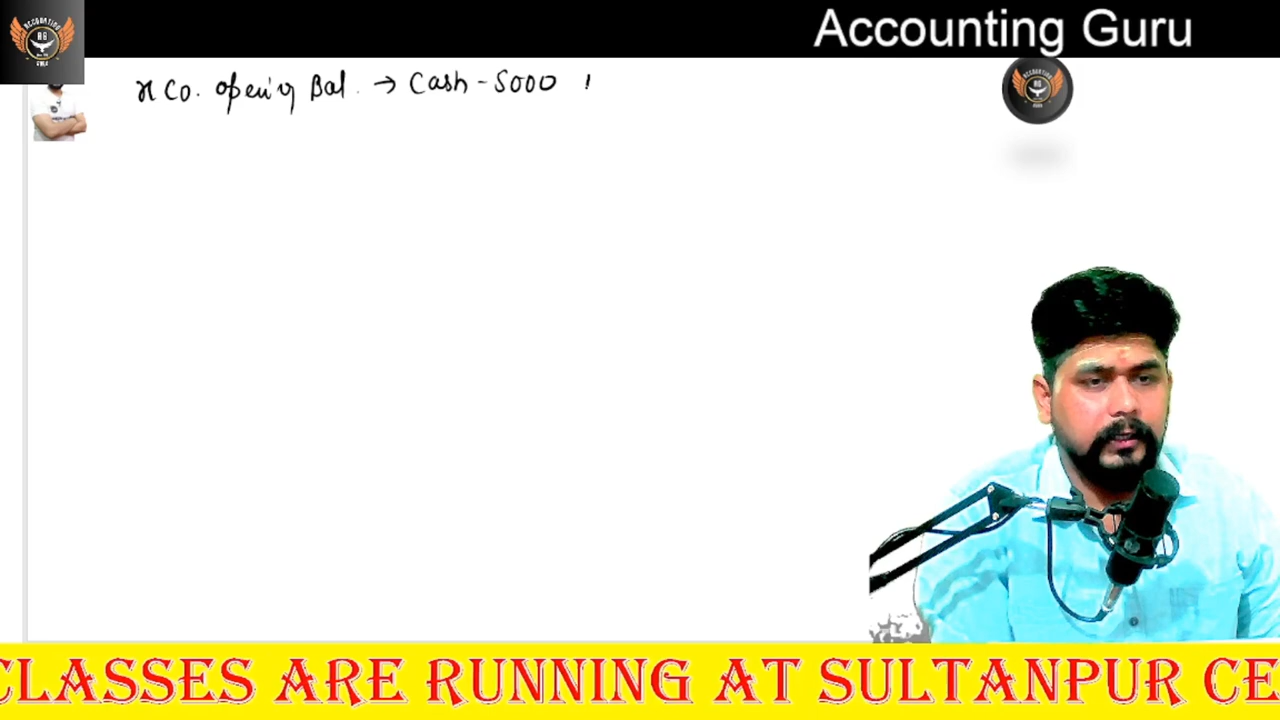 Accounting Guru
x Co. opening Bal. → Cash - 5000
CLASSES ARE RUNNING AT SULTANPUR CE